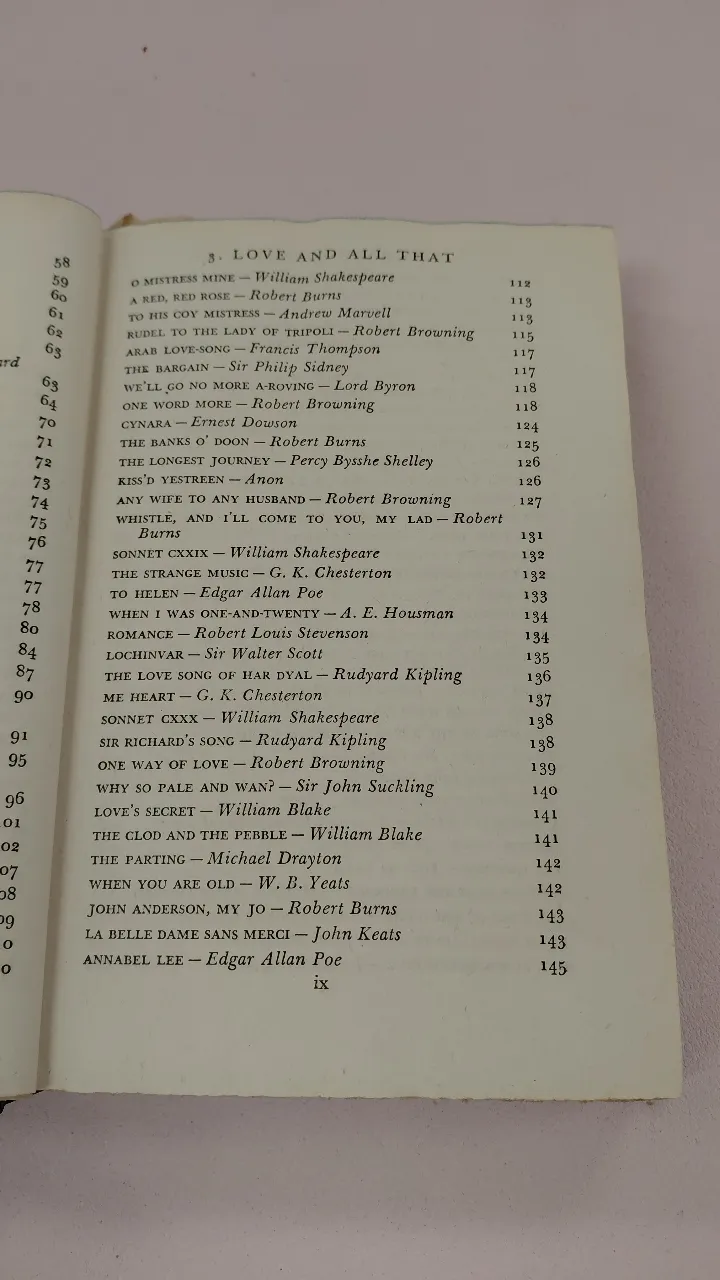 58
59
60
61
62
63
rd
63
64
70
71
72
73
74
75
76
77
77
78
80
84
87
90
91
95
96
01
02
07
08
09
0
0
3. LOVE AND ALL THAT
O MISTRESS MINE — William Shakespeare 112
A RED, RED ROSE — Robert Burns 113
TO HIS COY MISTRESS — Andrew Marvell 113
RUDEL TO THE LADY OF TRIPOLI — Robert Browning 115
ARAB LOVE-SONG — Francis Thompson 117
THE BARGAIN — Sir Philip Sidney 117
WE'LL GO NO MORE A-ROVING — Lord Byron 118
ONE WORD MORE — Robert Browning 118
CYNARA — Ernest Dowson 124
THE BANKS O' DOON — Robert Burns 125
THE LONGEST JOURNEY — Percy Bysshe Shelley 126
KISS'D YESTREEN — Anon 126
ANY WIFE TO ANY HUSBAND — Robert Browning 127
WHISTLE, AND I'LL COME TO YOU, MY LAD — Robert
Burns 131
SONNET CXXIX — William Shakespeare 132
THE STRANGE MUSIC — G. K. Chesterton 132
TO HELEN — Edgar Allan Poe 133
WHEN I WAS ONE-AND-TWENTY — A. E. Housman 134
ROMANCE — Robert Louis Stevenson 134
LOCHINVAR — Sir Walter Scott 135
THE LOVE SONG OF HAR DYAL — Rudyard Kipling 136
ME HEART — G. K. Chesterton 137
SONNET CXXX — William Shakespeare 138
SIR RICHARD'S SONG — Rudyard Kipling 138
ONE WAY OF LOVE — Robert Browning 139
WHY SO PALE AND WAN? — Sir John Suckling 140
LOVE'S SECRET — William Blake 141
THE CLOD AND THE PEBBLE — William Blake 141
THE PARTING — Michael Drayton 142
WHEN YOU ARE OLD — W. B. Yeats 142
JOHN ANDERSON, MY JO — Robert Burns 143
LA BELLE DAME SANS MERCI — John Keats 143
ANNABEL LEE — Edgar Allan Poe 145
ix